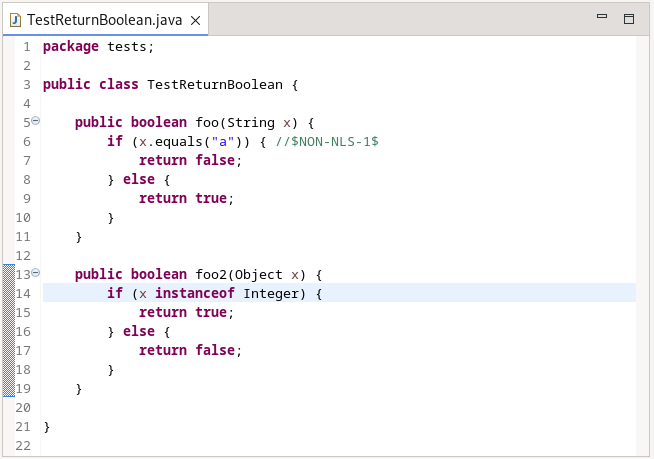 TestReturnBoolean.java
1 package tests;
2
3 public class TestReturnBoolean {
4
5     public boolean foo(String x) {
6         if (x.equals("a")) { //$NON-NLS-1$
7             return false;
8         } else {
9             return true;
10         }
11     }
12
13     public boolean foo2(Object x) {
14         if (x instanceof Integer) {
15             return true;
16         } else {
17             return false;
18         }
19     }
20
21 }
22